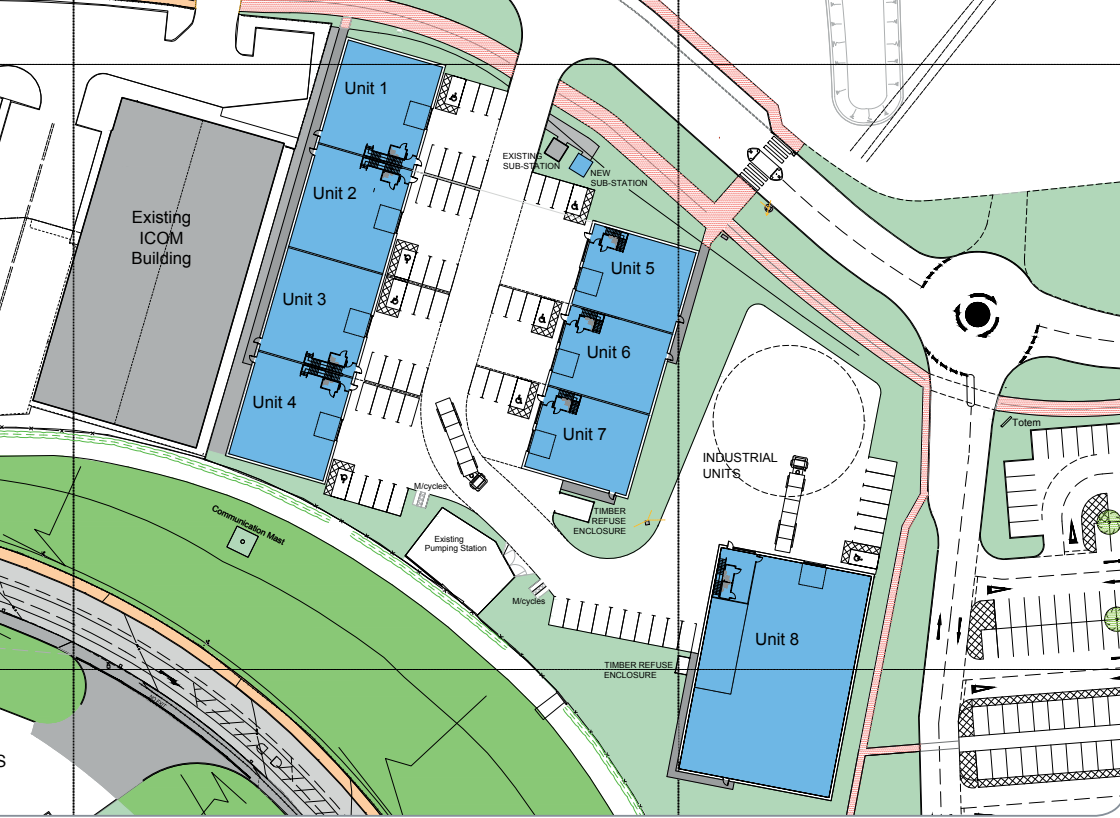 Unit 1
EXISTING
SUB-STATION
NEW
SUB-STATION
Unit 2
Existing
ICOM
Building
Unit 5
Unit 3
Unit 6
Unit 4
Unit 7
Totem
INDUSTRIAL
UNITS
M/cycles
Communication Mast
TIMBER
REFUSE
ENCLOSURE
Existing
Pumping Station
M/cycles
Unit 8
TIMBER REFUSE
ENCLOSURE
S